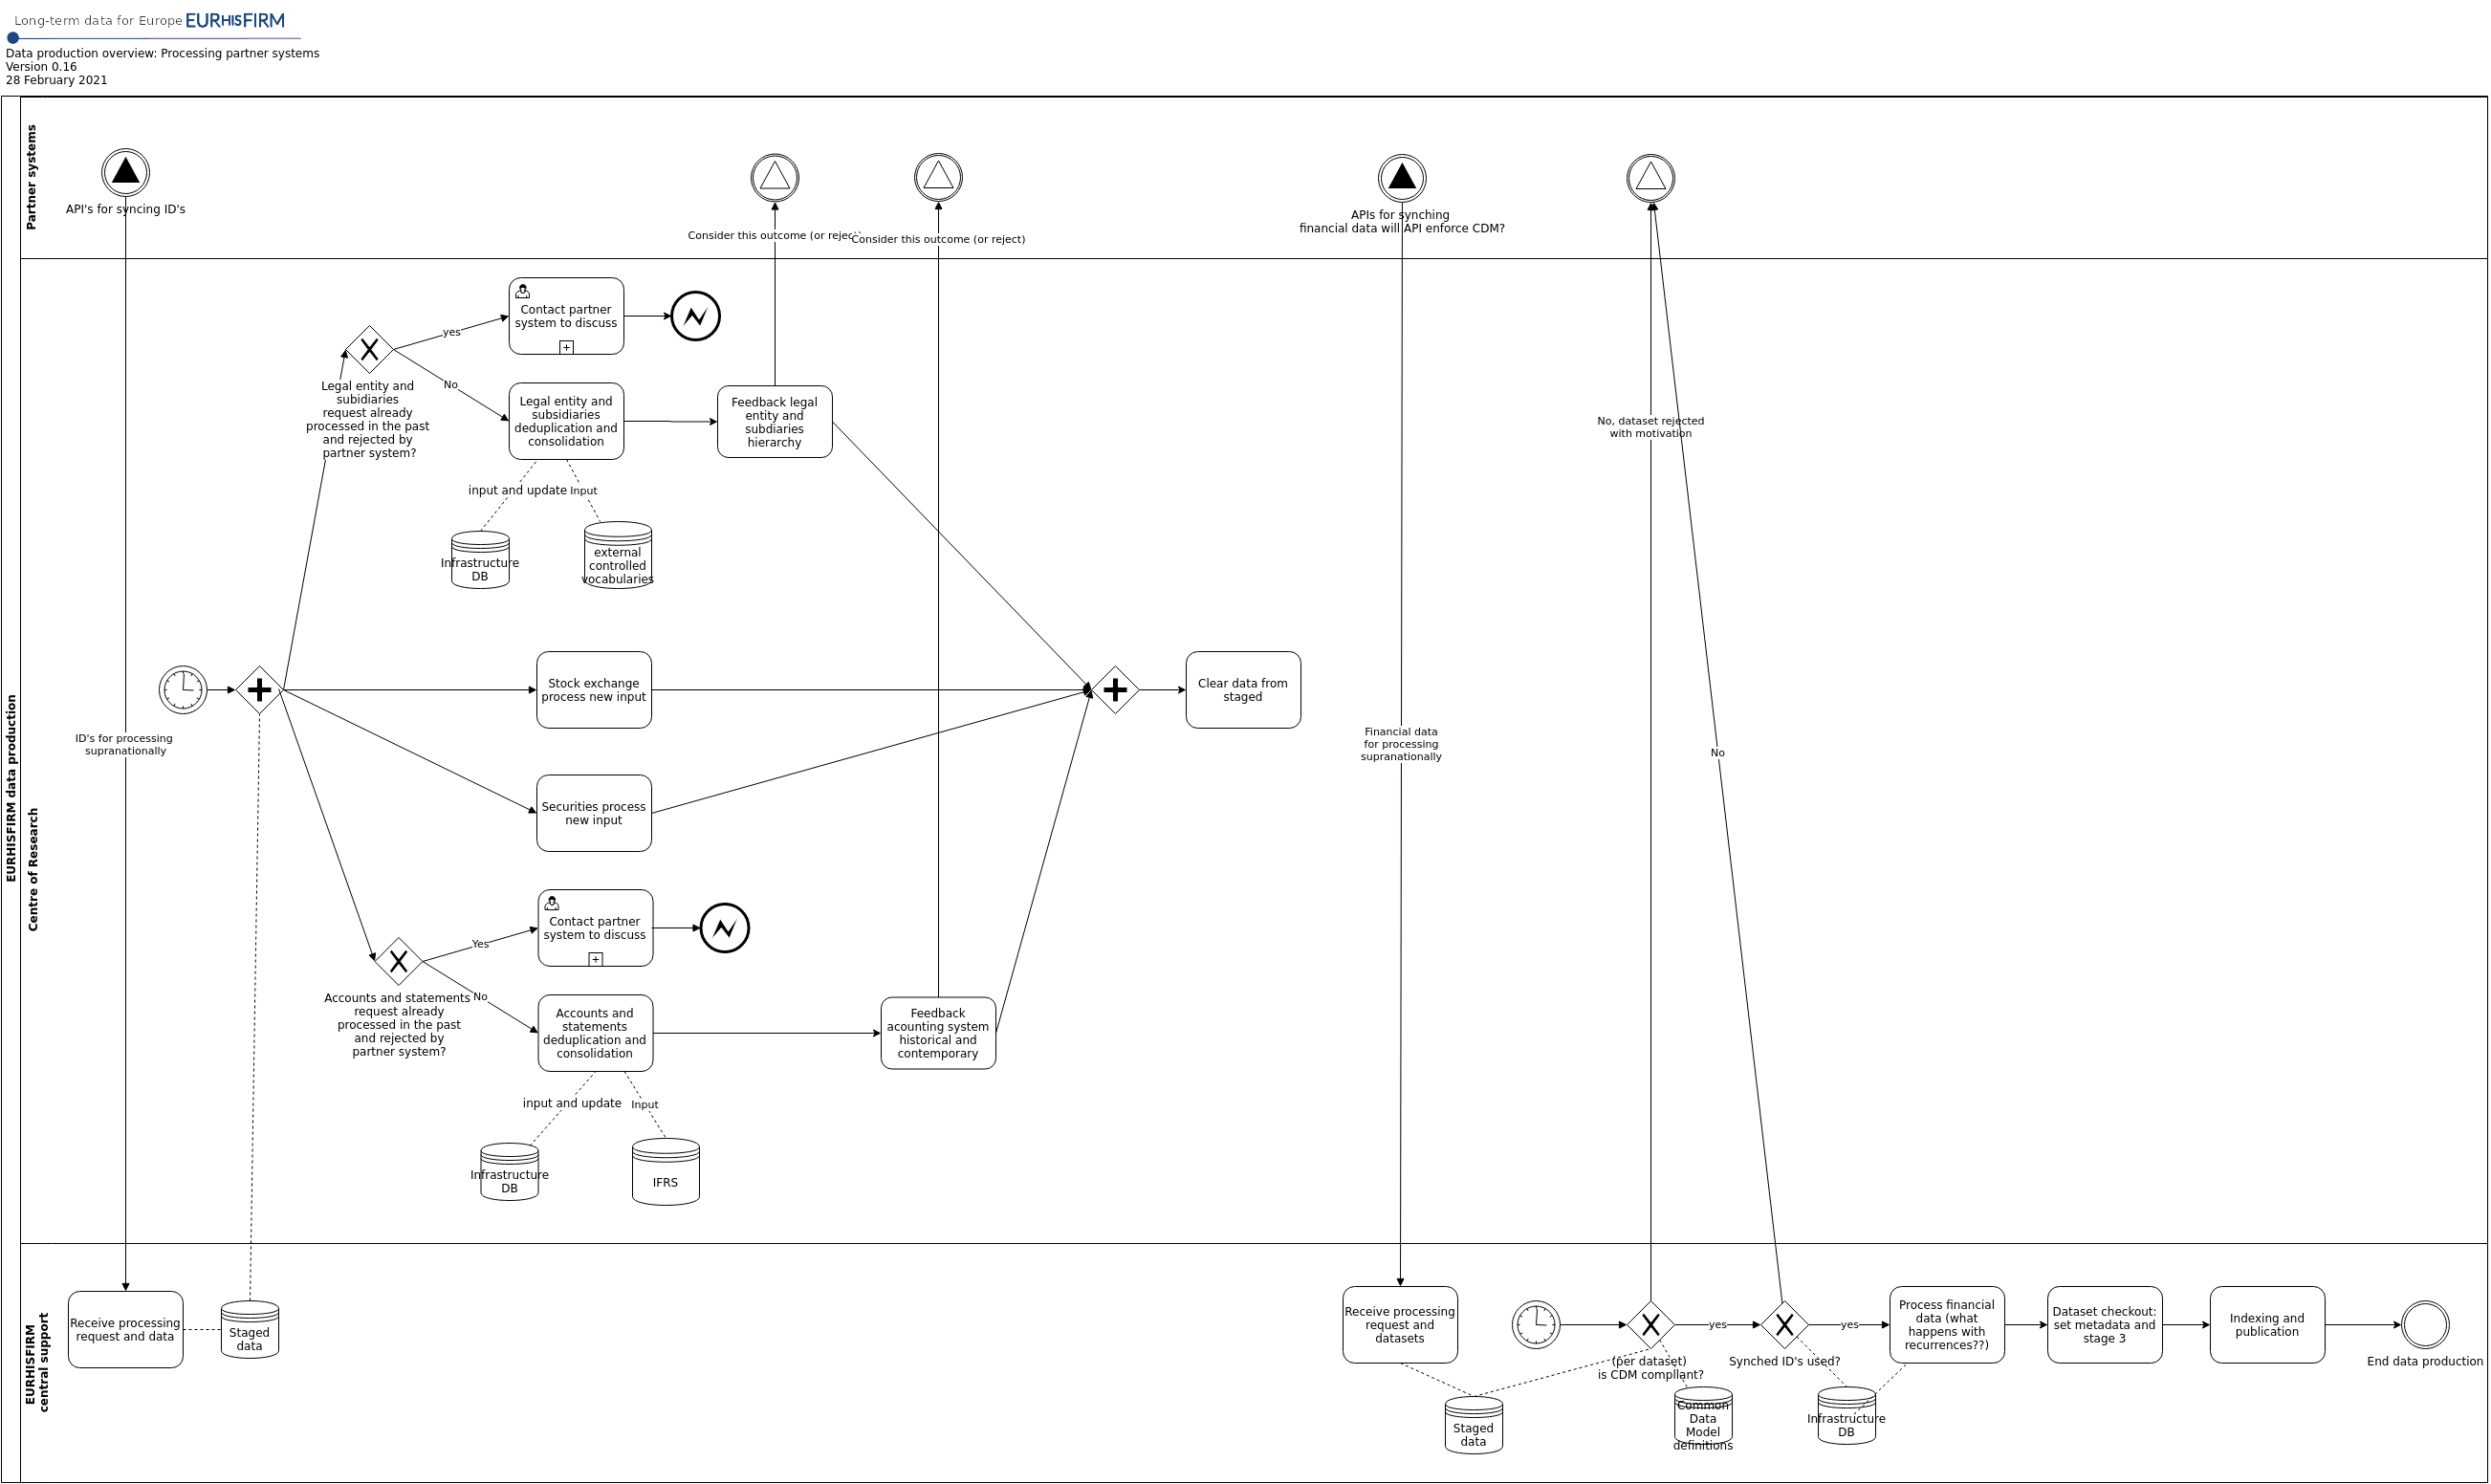 Long-term data for Europe EURHISFIRM
Data production overview: Processing partner systems
Version 0.16
28 February 2021
EURHISFIRM data production
Partner systems
API's for syncing ID's
Consider this outcome (or reject)
Consider this outcome (or reject)
APIs for synching
financial data will API enforce CDM?
Centre of Research
Legal entity and
subidiaries
request already
processed in the past
and rejected by
partner system?
yes
No
Contact partner
system to discuss
Legal entity and
subsidiaries
deduplication and
consolidation
Feedback legal
entity and
subdiaries
hierarchy
input and update
Input
Infrastructure
DB
external
controlled
vocabularies
No, dataset rejected
with motivation
Stock exchange
process new input
Clear data from
staged
ID's for processing
supranationally
Financial data
for processing
supranationally
No
Securities process
new input
Accounts and statements
request already
processed in the past
and rejected by
partner system?
Yes
No
Contact partner
system to discuss
Accounts and
statements
deduplication and
consolidation
Feedback
acounting system
historical and
contemporary
input and update
Input
Infrastructure
DB
IFRS
EURHISFIRM
central support
Receive processing
request and data
Staged
data
Receive processing
request and
datasets
Staged
data
(per dataset)
is CDM compliant?
yes
Common
Data
Model
definitions
Synched ID's used?
yes
Infrastructure
DB
Process financial
data (what
happens with
recurrences??)
Dataset checkout:
set metadata and
stage 3
Indexing and
publication
End data production